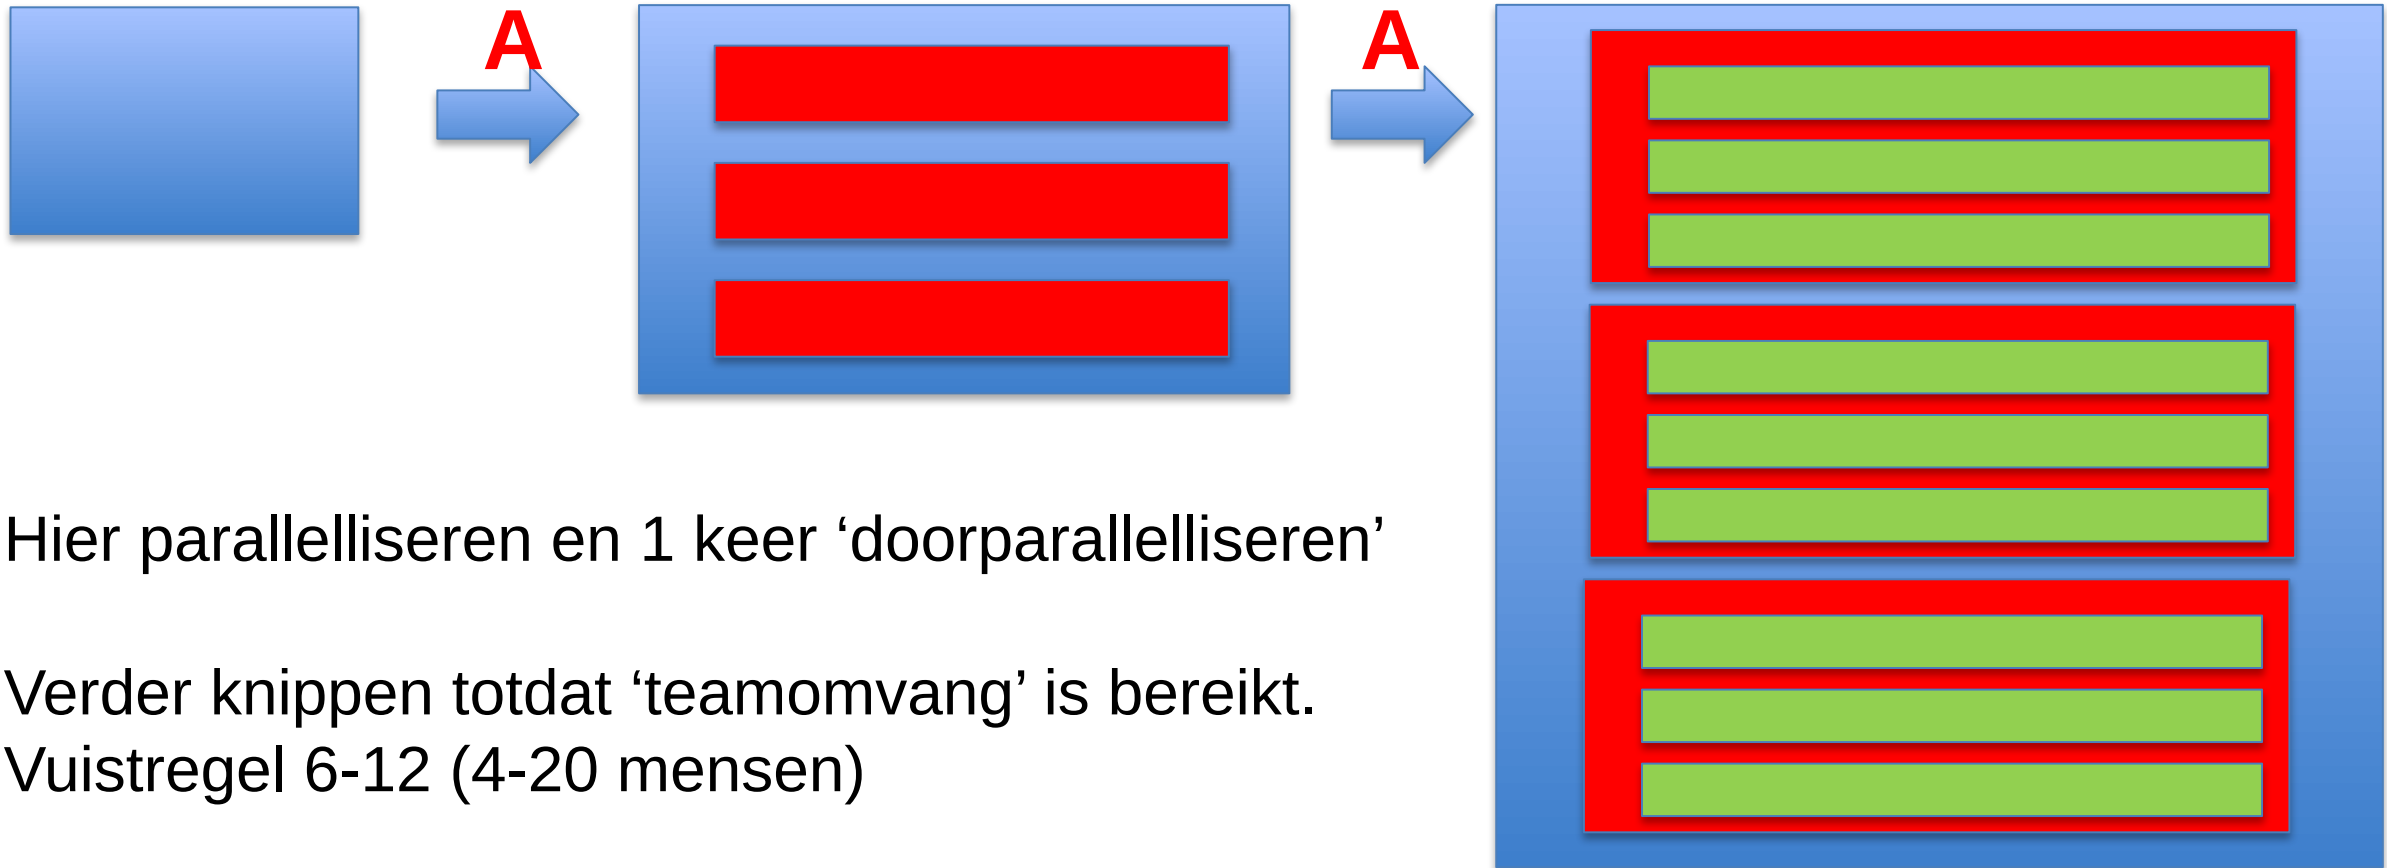 A
A
Hier parallelliseren en 1 keer ‘doorparallelliseren’
Verder knippen totdat ‘teamomvang’ is bereikt.
Vuistregel 6-12 (4-20 mensen)